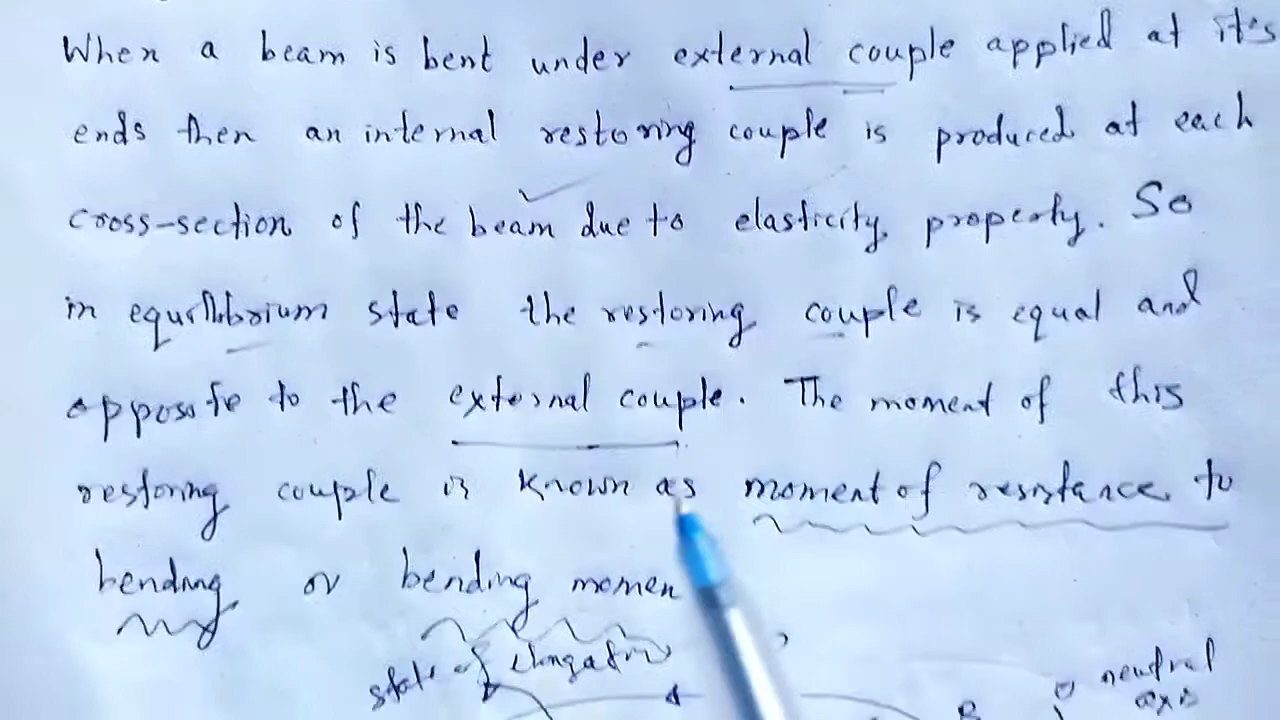 When a beam is bent under external couple applied at it's
ends then an internal restoring couple is produced at each
cross-section of the beam due to elasticity property. So
in equilibrium state the restoring couple is equal and
opposite to the external couple. The moment of this
restoring couple is known as moment of resistance to
bending or bending momen
state of elongation
neutral
axis
A
B